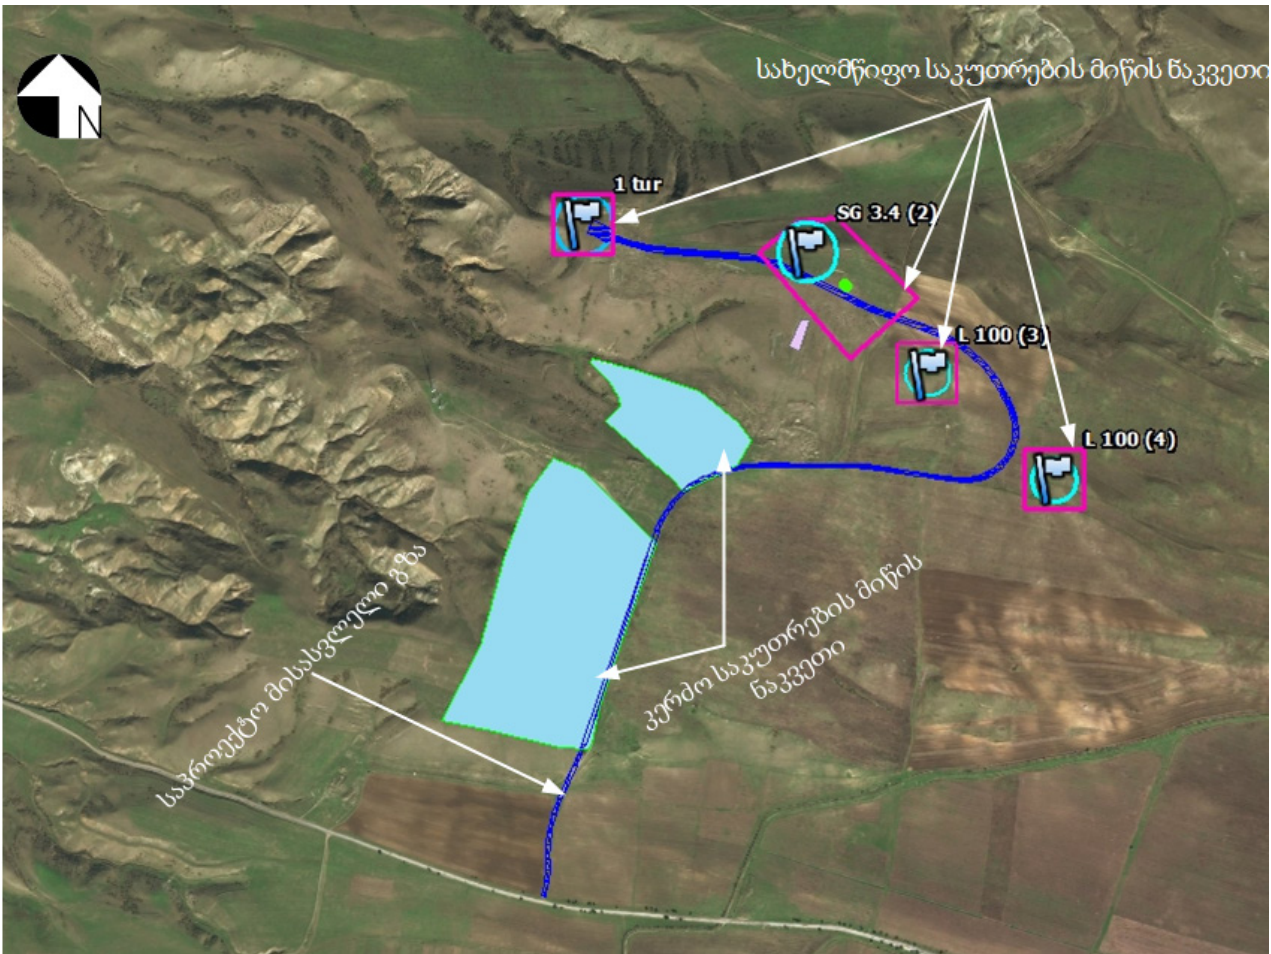 სახელმწიფო საკუთრების მიწის ნაკვეთი
N
1 tur
SG 3.4 (2)
L 100 (3)
L 100 (4)
საპროექტო მისასვლელი გზა
კერძო საკუთრების მიწის
ნაკვეთი